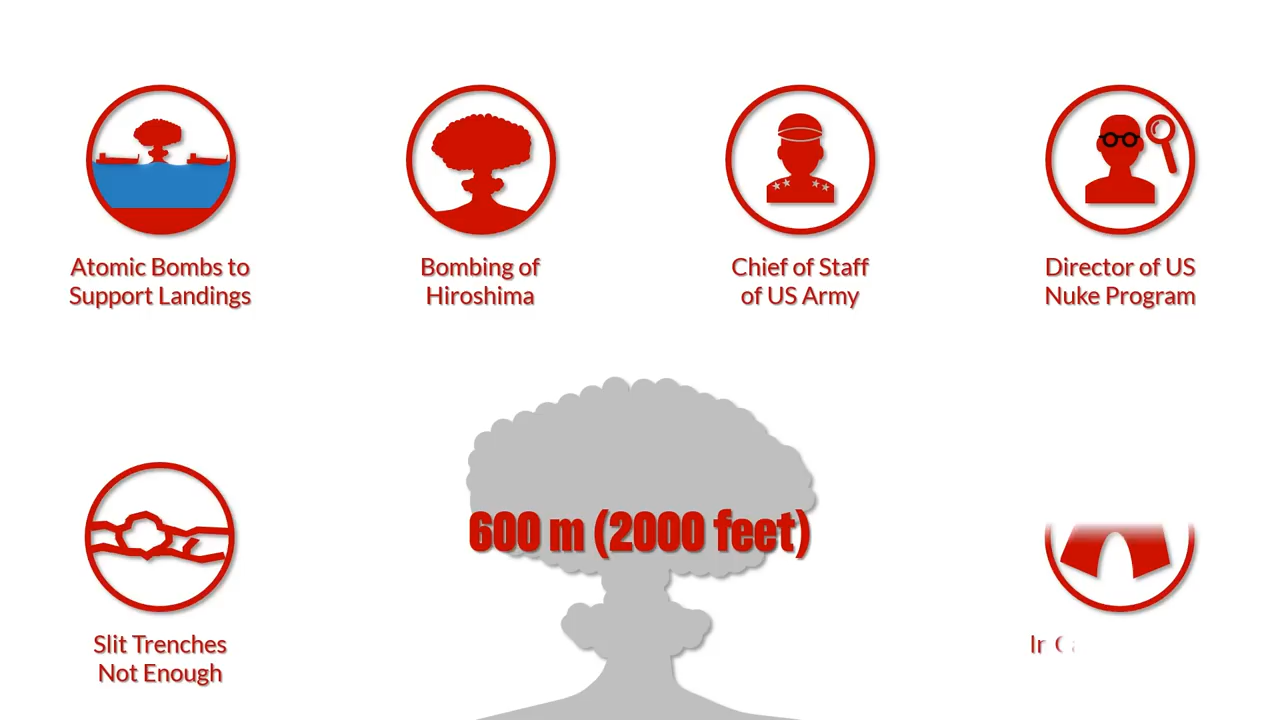 Atomic Bombs to
Support Landings
Bombing of
Hiroshima
Chief of Staff
of US Army
Director of US
Nuke Program
600 m (2000 feet)
Slit Trenches
Not Enough